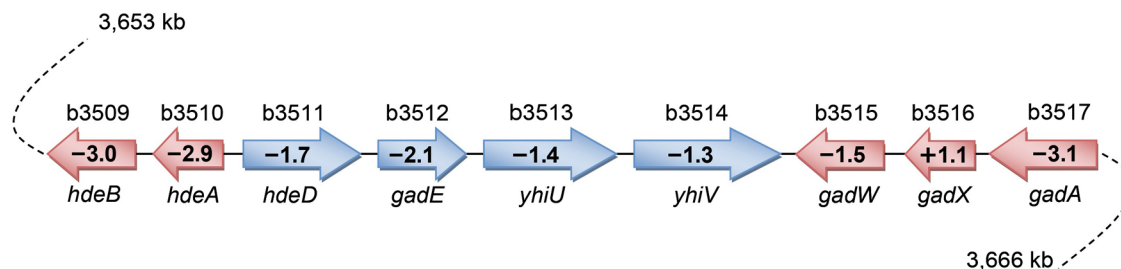 3,653 kb
b3509 b3510 b3511 b3512 b3513 b3514 b3515 b3516 b3517
−3.0 −2.9 −1.7 −2.1 −1.4 −1.3 −1.5 +1.1 −3.1
hdeB hdeA hdeD gadE yhiU yhiV gadW gadX gadA
3,666 kb